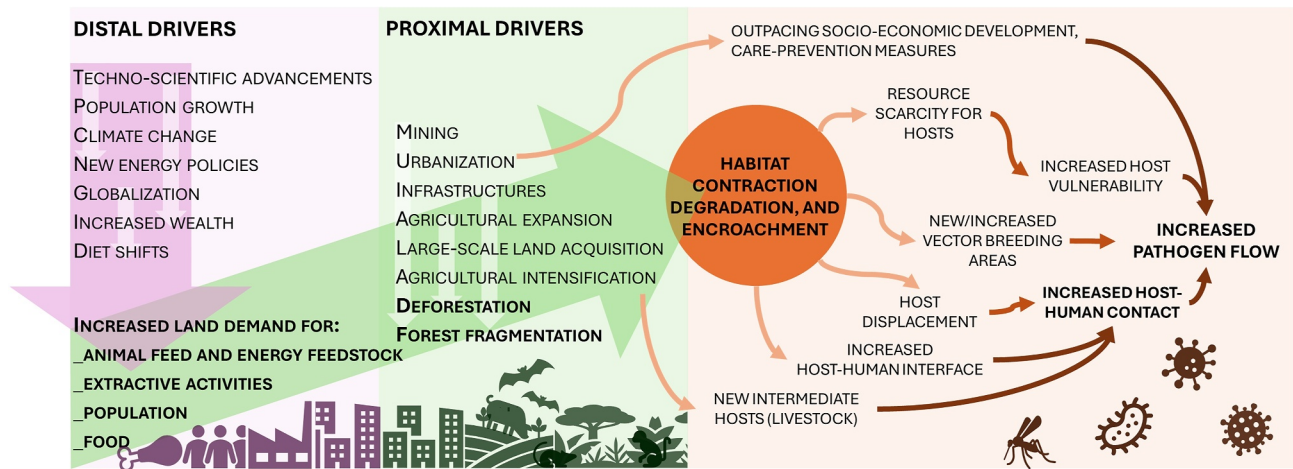 DISTAL DRIVERS
TECHNO-SCIENTIFIC ADVANCEMENTS
POPULATION GROWTH
CLIMATE CHANGE
NEW ENERGY POLICIES
GLOBALIZATION
INCREASED WEALTH
DIET SHIFTS
INCREASED LAND DEMAND FOR:
_ANIMAL FEED AND ENERGY FEEDSTOCK
_EXTRACTIVE ACTIVITIES
_POPULATION
_FOOD
PROXIMAL DRIVERS
MINING
URBANIZATION
INFRASTRUCTURES
AGRICULTURAL EXPANSION
LARGE-SCALE LAND ACQUISITION
AGRICULTURAL INTENSIFICATION
DEFORESTATION
FOREST FRAGMENTATION
HABITAT
CONTRACTION
DEGRADATION, AND
ENCROACHMENT
OUTPACING SOCIO-ECONOMIC DEVELOPMENT,
CARE-PREVENTION MEASURES
RESOURCE
SCARCITY FOR
HOSTS
INCREASED HOST
VULNERABILITY
NEW/INCREASED
VECTOR BREEDING
AREAS
INCREASED
PATHOGEN FLOW
HOST
DISPLACEMENT
INCREASED HOST-
HUMAN CONTACT
INCREASED
HOST-HUMAN INTERFACE
NEW INTERMEDIATE
HOSTS (LIVESTOCK)